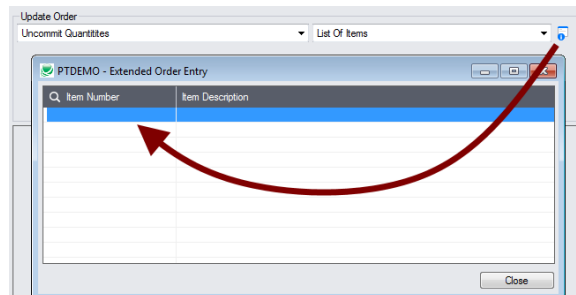 Update Order
Uncommit Quantitites List Of Items
PTDEMO - Extended Order Entry
Item Number Item Description
Close